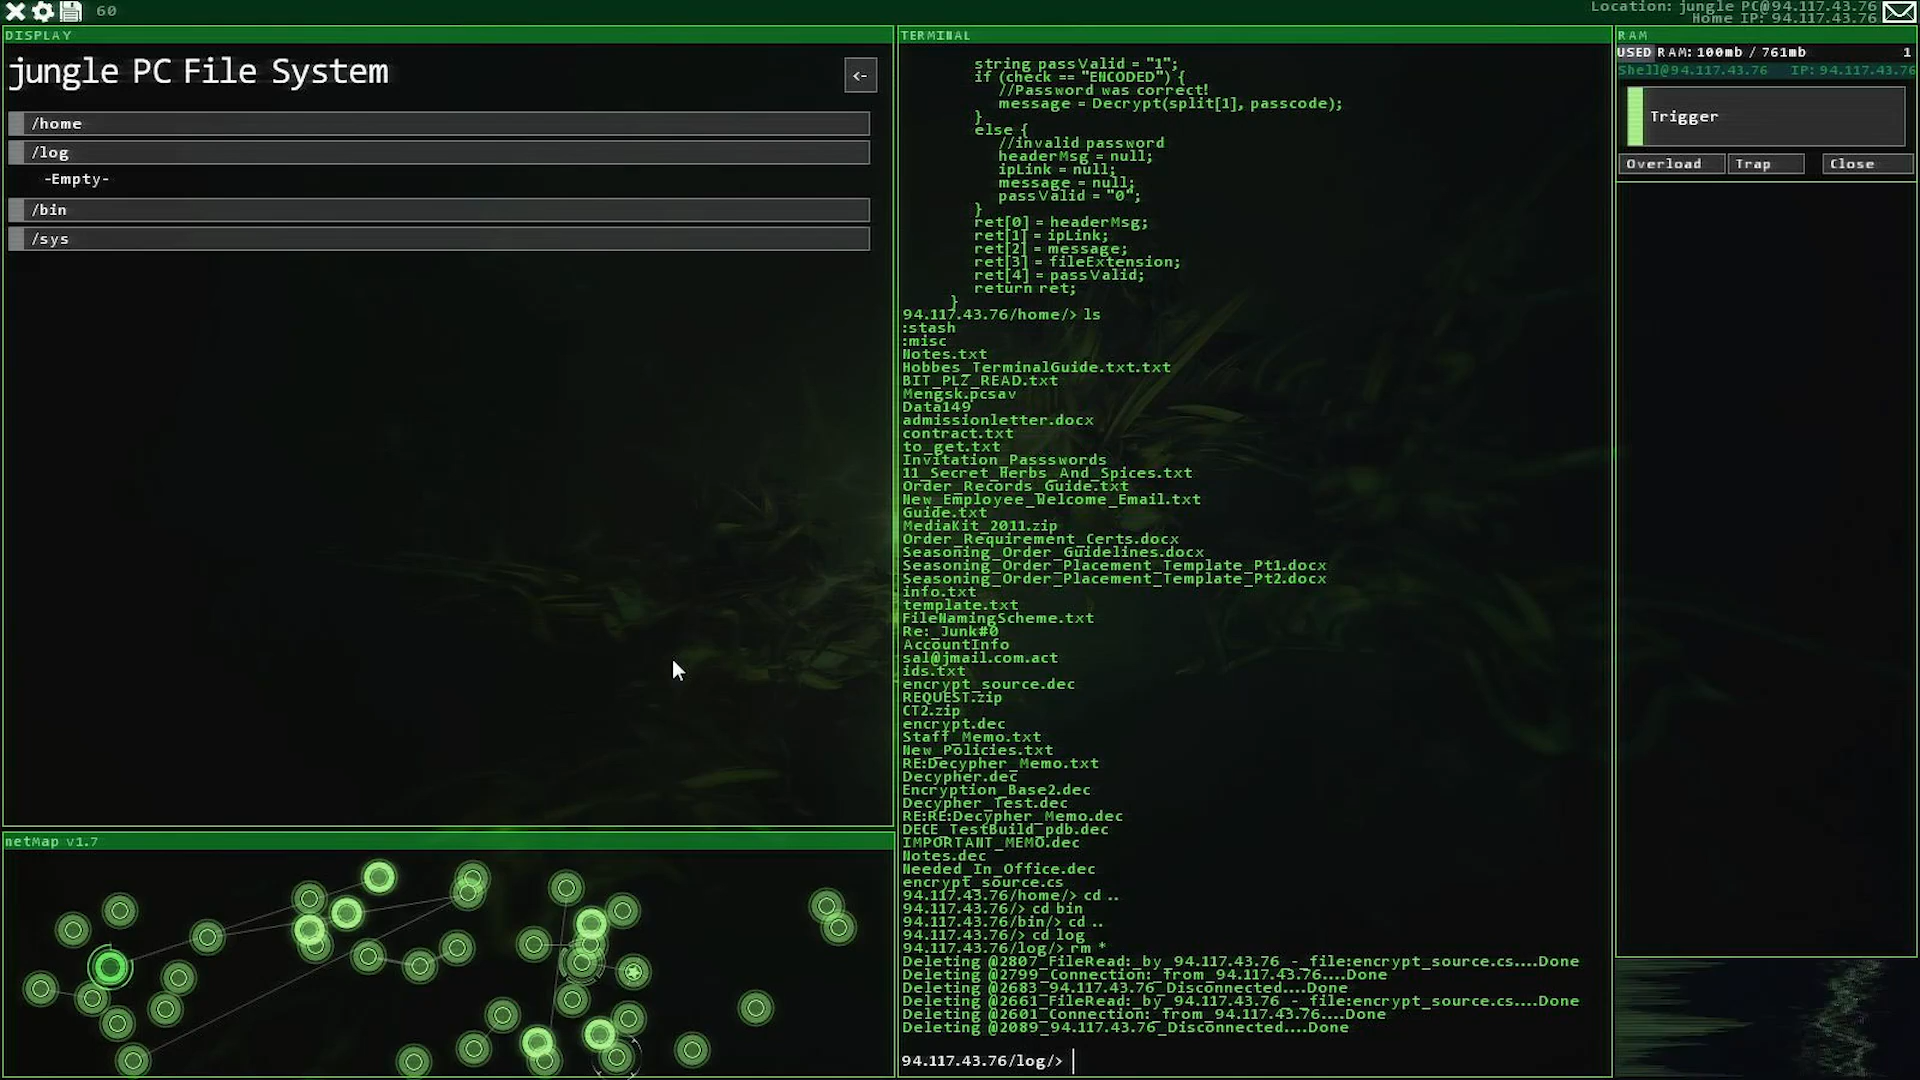 60
Location: jungle PC@94.117.43.76
Home IP: 94.117.43.76
DISPLAY
jungle PC File System
<-
/home
/log
-Empty-
/bin
/sys
netMap v1.7
TERMINAL
string passValid = "1";
if (check == "ENCODED") {
//Password was correct!
message = Decrypt(split[1], passcode);
}
else {
//invalid password
headerMsg = null;
ipLink = null;
message = null;
passValid = "0";
}
ret[0] = headerMsg;
ret[1] = ipLink;
ret[2] = message;
ret[3] = fileExtension;
ret[4] = passValid;
return ret;
}
94.117.43.76/home/> ls
:stash
:misc
Notes.txt
Hobbes_TerminalGuide.txt.txt
BIT_PLZ_READ.txt
Mengsk.pcsav
Data149
admissionletter.docx
contract.txt
to_get.txt
Invitation_Passswords
11_Secret_Herbs_And_Spices.txt
Order_Records_Guide.txt
New_Employee_Welcome_Email.txt
Guide.txt
MediaKit_2011.zip
Order_Requirement_Certs.docx
Seasoning_Order_Guidelines.docx
Seasoning_Order_Placement_Template_Pt1.docx
Seasoning_Order_Placement_Template_Pt2.docx
info.txt
template.txt
FileNamingScheme.txt
Re:_Junk#0
AccountInfo
sal@jmail.com.act
ids.txt
encrypt_source.dec
REQUEST.zip
CT2.zip
encrypt.dec
Staff_Memo.txt
New_Policies.txt
RE:Decypher_Memo.txt
Decypher.dec
Encryption_Base2.dec
Decypher_Test.dec
RE:RE:Decypher_Memo.dec
DECE_TestBuild_pdb.dec
IMPORTANT_MEMO.dec
Notes.dec
Needed_In_Office.dec
encrypt_source.cs
94.117.43.76/home/> cd ..
94.117.43.76/> cd bin
94.117.43.76/bin/> cd ..
94.117.43.76/> cd log
94.117.43.76/log/> rm *
Deleting @2807_FileRead:_by_94.117.43.76_-_file:encrypt_source.cs....Done
Deleting @2799_Connection:_from_94.117.43.76....Done
Deleting @2683_94.117.43.76_Disconnected....Done
Deleting @2661_FileRead:_by_94.117.43.76_-_file:encrypt_source.cs....Done
Deleting @2601_Connection:_from_94.117.43.76....Done
Deleting @2089_94.117.43.76_Disconnected....Done
94.117.43.76/log/>
RAM
USED RAM: 100mb / 761mb 1
Shell@94.117.43.76 IP: 94.117.43.76
Trigger
Overload Trap Close